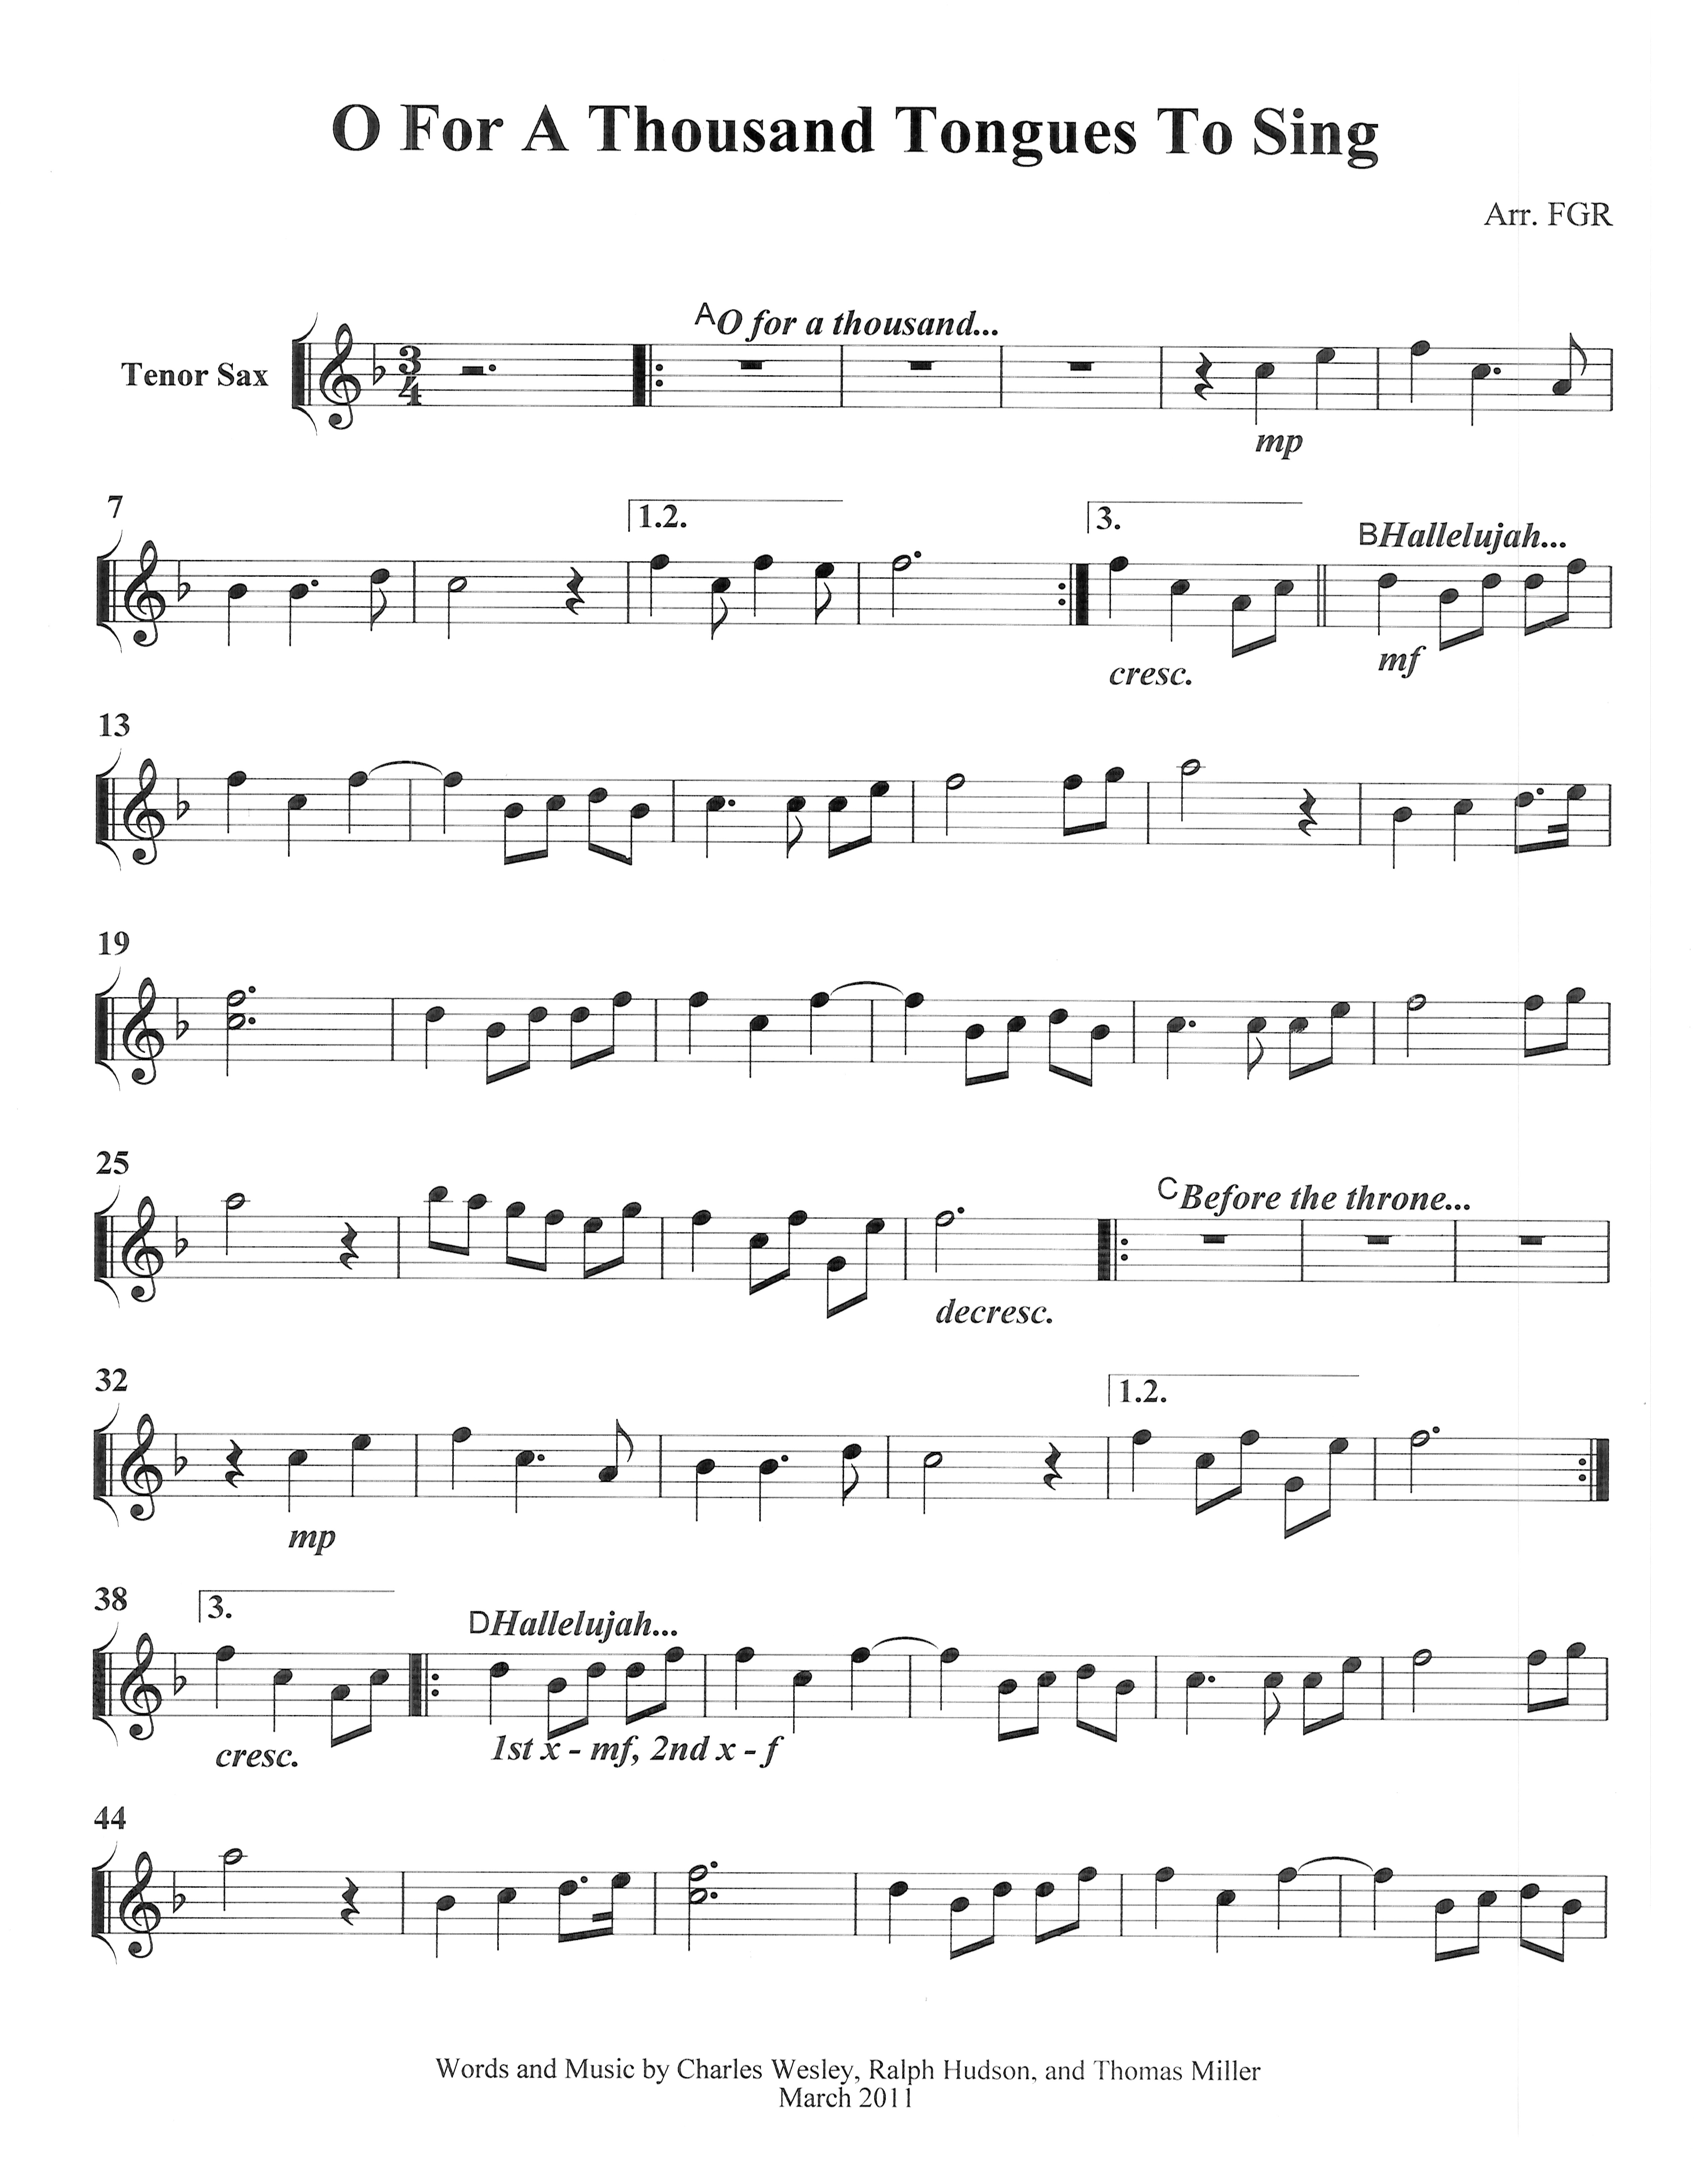 O For A Thousand Tongues To Sing
Arr. FGR
A O for a thousand...
Tenor Sax
3
4
mp
7
1.2.
3.
B Hallelujah...
cresc.
mf
13
19
25
C Before the throne...
decresc.
32
1.2.
mp
38
3.
D Hallelujah...
cresc.
1st x - mf, 2nd x - f
44
Words and Music by Charles Wesley, Ralph Hudson, and Thomas Miller
March 2011